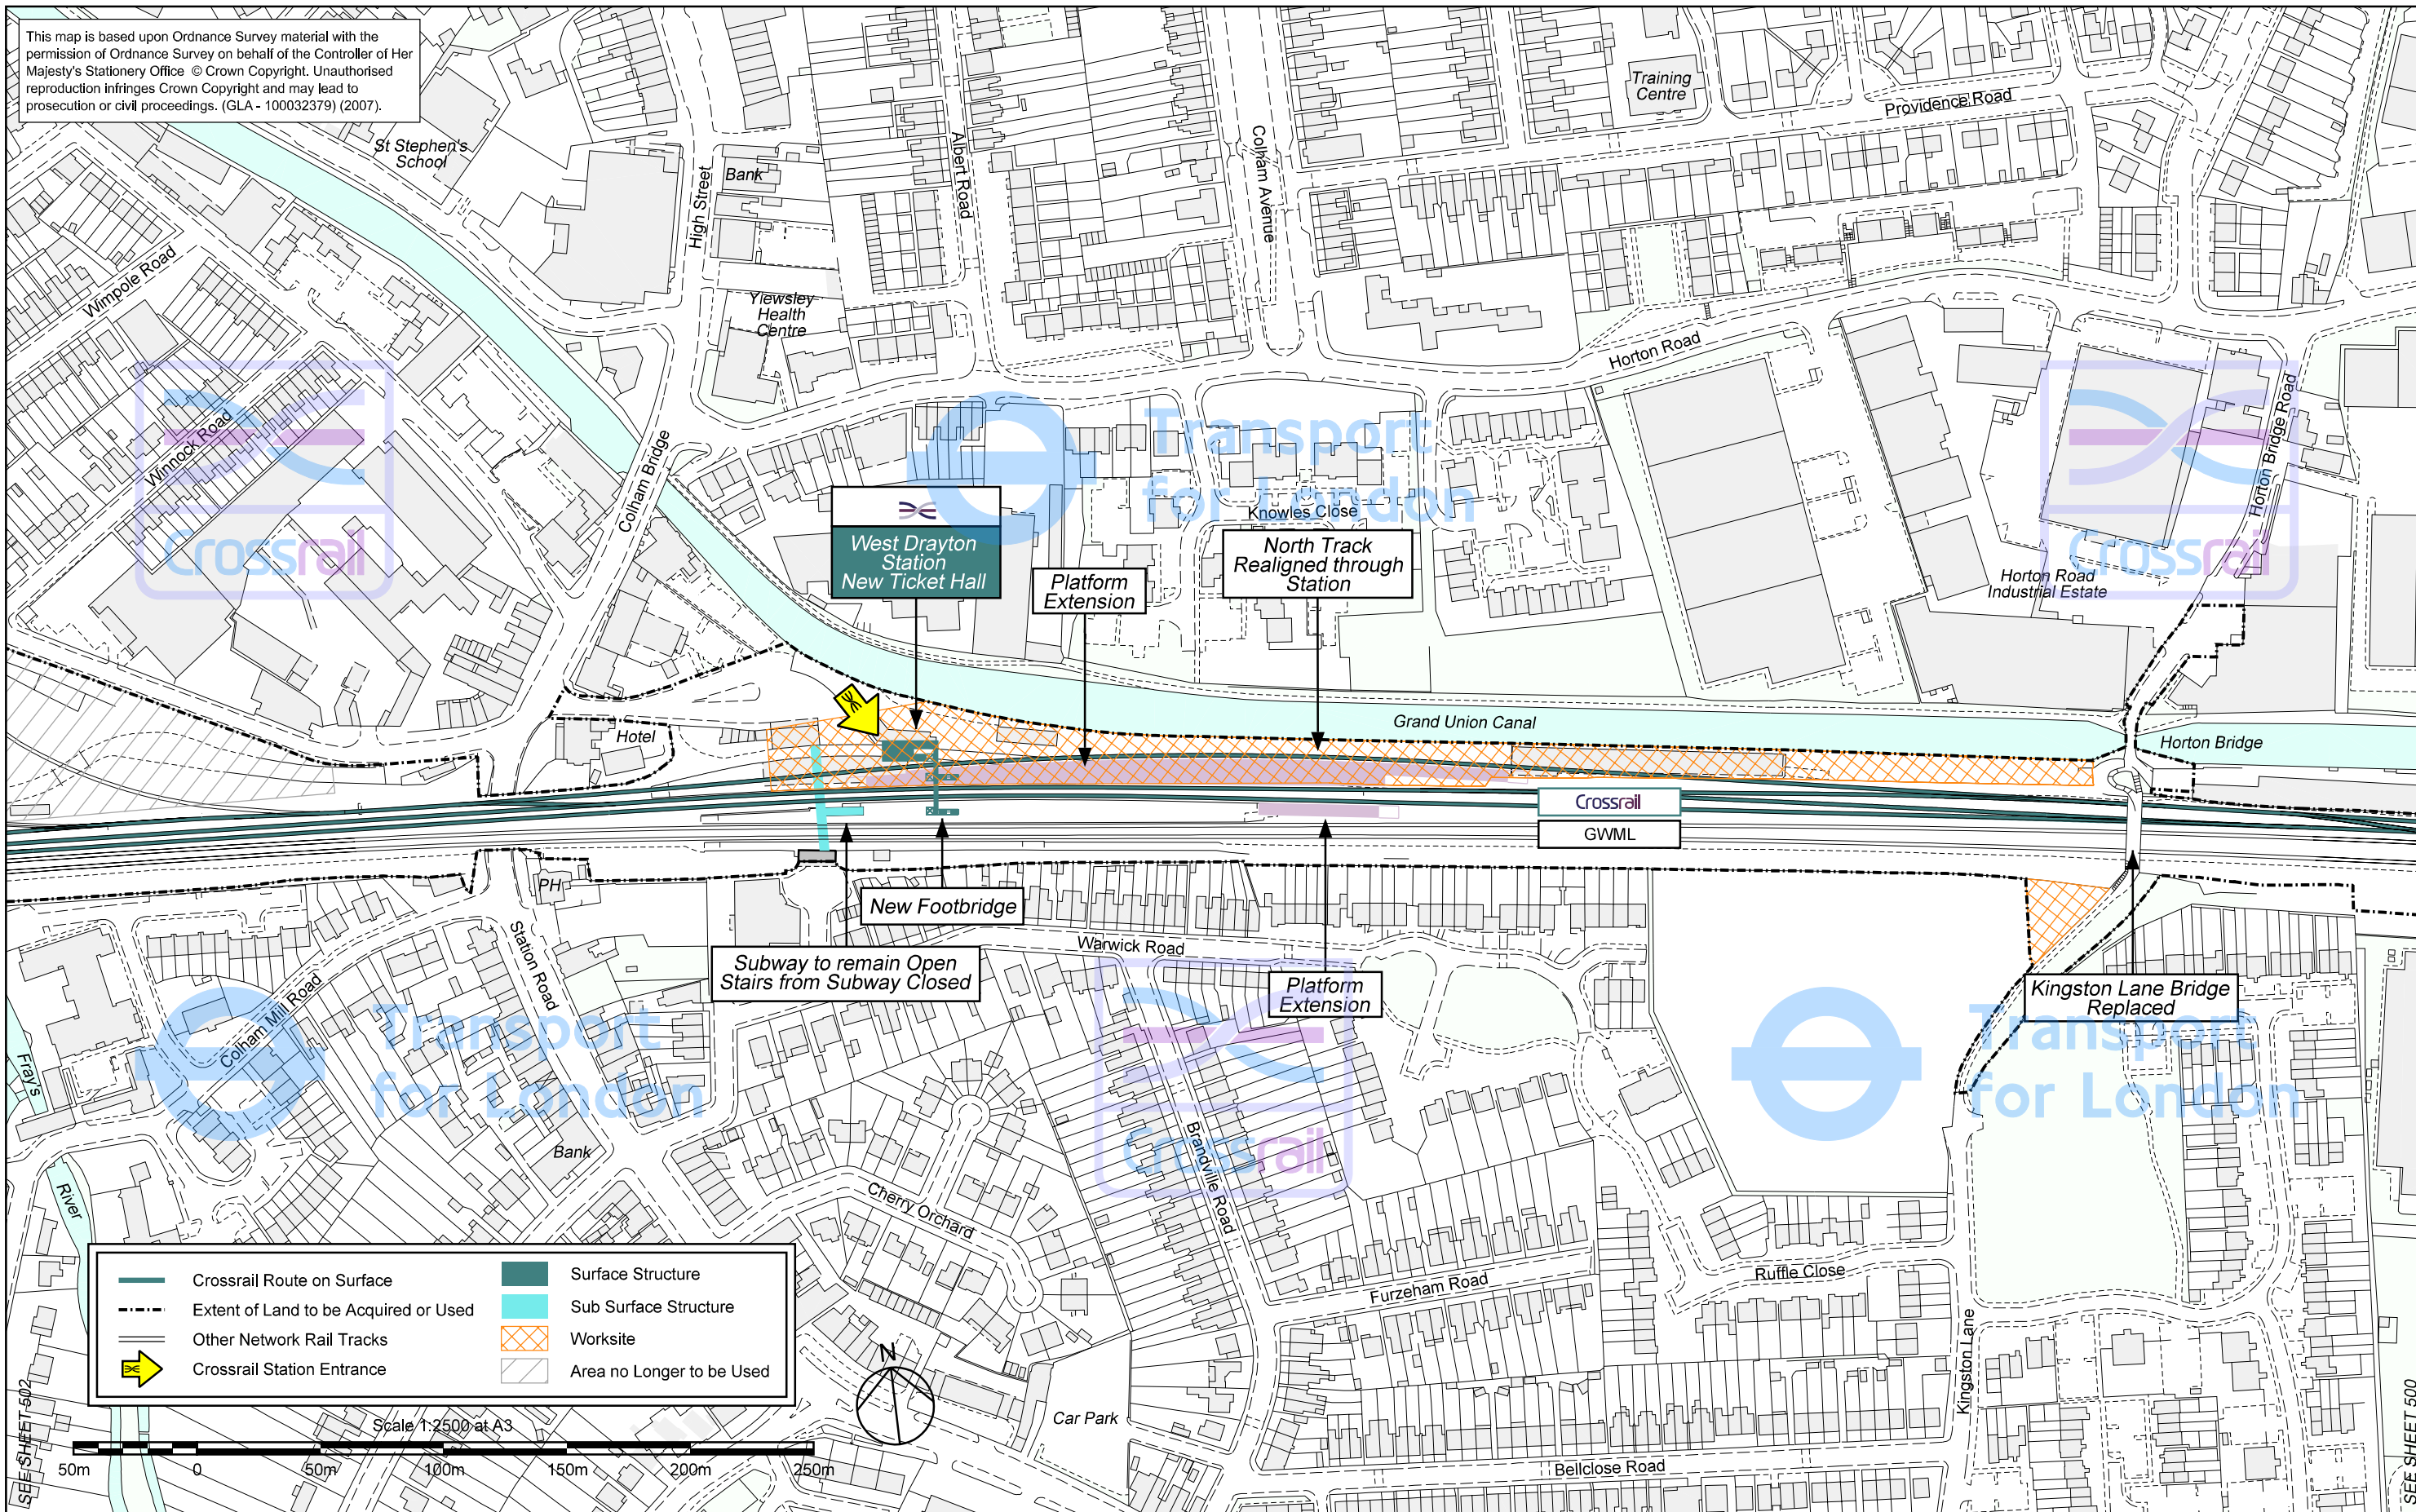 This map is based upon Ordnance Survey material with the
permission of Ordnance Survey on behalf of the Controller of Her
Majesty's Stationery Office © Crown Copyright. Unauthorised
reproduction infringes Crown Copyright and may lead to
prosecution or civil proceedings. (GLA - 100032379) (2007).
St Stephen's
School
Bank
High Street
Albert Road
Colham Avenue
Training
Centre
Providence Road
Wimpole Road
Yiewsley
Health
Centre
Horton Road
Winnock Road
Colham Bridge
Horton Bridge Road
Crossrail
Transport
for London
Crossrail
Knowles Close
West Drayton
Station
New Ticket Hall
Platform
Extension
North Track
Realigned through
Station
Horton Road
Industrial Estate
Hotel
Grand Union Canal
Horton Bridge
Crossrail
GWML
PH
New Footbridge
Station Road
Warwick Road
Subway to remain Open
Stairs from Subway Closed
Platform
Extension
Kingston Lane Bridge
Replaced
Colham Mill Road
Transport
for London
Crossrail
Transport
for London
Fray's
River
Bank
Brandville Road
Cherry Orchard
Furzeham Road
Ruffle Close
Kingston Lane
Crossrail Route on Surface
Extent of Land to be Acquired or Used
Other Network Rail Tracks
Crossrail Station Entrance
Surface Structure
Sub Surface Structure
Worksite
Area no Longer to be Used
N
Car Park
Bellclose Road
SEE SHEET 502
SEE SHEET 500
Scale 1:2500 at A3
50m
0
50m
100m
150m
200m
250m